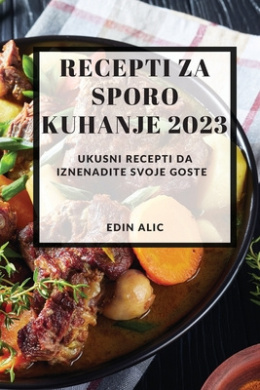 RECEPTI ZA
SPORO
KUHANJE 2023
UKUSNI RECEPTI DA
IZNENADITE SVOJE GOSTE
EDIN ALIC